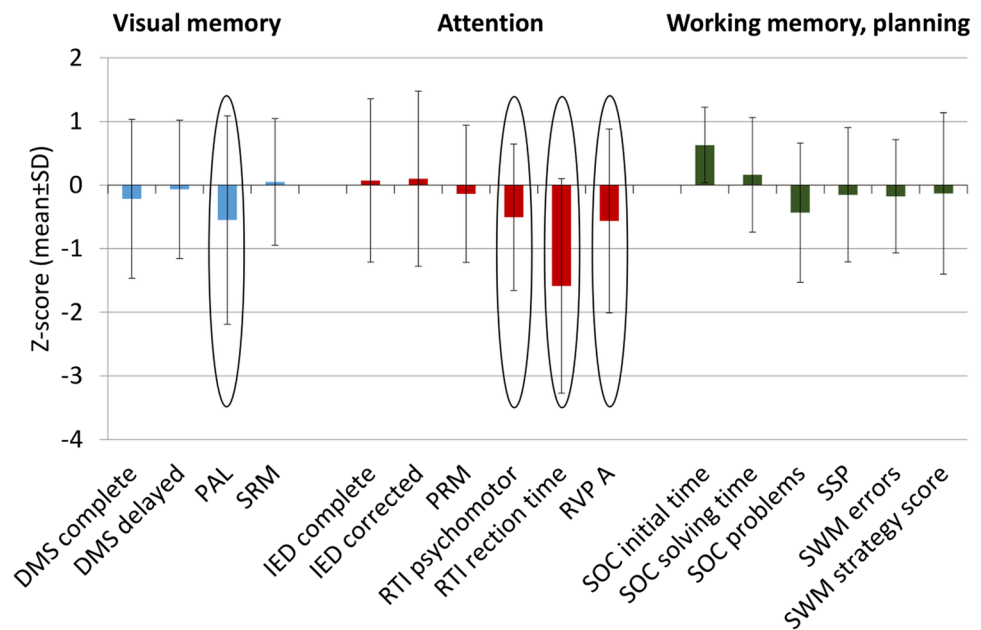 Visual memory
Attention
Working memory, planning
Z-score (mean±SD)
2
1
0
-1
-2
-3
-4
DMS complete
DMS delayed
PAL
SRM
IED complete
IED corrected
PRM
RTI psychomotor
RTI rection time
RVP A
SOC initial time
SOC solving time
SOC problems
SSP
SWM errors
SWM strategy score